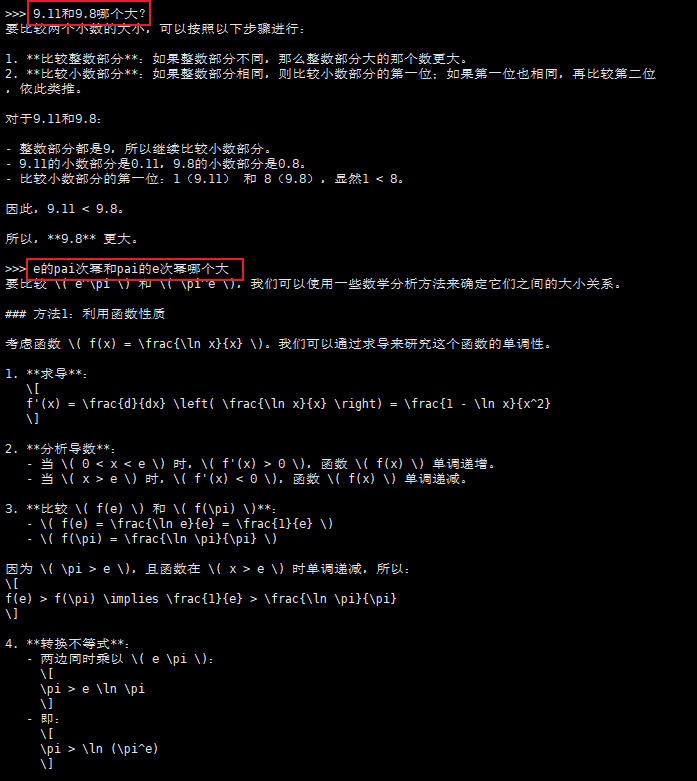 >>> 9.11和9.8哪个大?
要比较两个小数的大小，可以按照以下步骤进行：
1. **比较整数部分**：如果整数部分不同，那么整数部分大的那个数更大。
2. **比较小数部分**：如果整数部分相同，则比较小数部分的第一位；如果第一位也相同，再比较第二位
，依此类推。
对于9.11和9.8：
- 整数部分都是9，所以继续比较小数部分。
- 9.11的小数部分是0.11，9.8的小数部分是0.8。
- 比较小数部分的第一位：1（9.11） 和 8（9.8），显然1 < 8。
因此，9.11 < 9.8。
所以，**9.8** 更大。
>>> e的pai次幂和pai的e次幂哪个大
要比较 \( e^\pi \) 和 \( \pi^e \)，我们可以使用一些数学分析方法来确定它们之间的大小关系。
### 方法1：利用函数性质
考虑函数 \( f(x) = \frac{\ln x}{x} \)。我们可以通过求导来研究这个函数的单调性。
1. **求导**：
\[
f'(x) = \frac{d}{dx} \left( \frac{\ln x}{x} \right) = \frac{1 - \ln x}{x^2}
\]
2. **分析导数**：
- 当 \( 0 < x < e \) 时，\( f'(x) > 0 \)，函数 \( f(x) \) 单调递增。
- 当 \( x > e \) 时，\( f'(x) < 0 \)，函数 \( f(x) \) 单调递减。
3. **比较 \( f(e) \) 和 \( f(\pi) \)**：
- \( f(e) = \frac{\ln e}{e} = \frac{1}{e} \)
- \( f(\pi) = \frac{\ln \pi}{\pi} \)
因为 \( \pi > e \)，且函数在 \( x > e \) 时单调递减，所以：
\[
f(e) > f(\pi) \implies \frac{1}{e} > \frac{\ln \pi}{\pi}
\]
4. **转换不等式**：
- 两边同时乘以 \( e \pi \)：
\[
\pi > e \ln \pi
\]
- 即：
\[
\pi > \ln (\pi^e)
\]